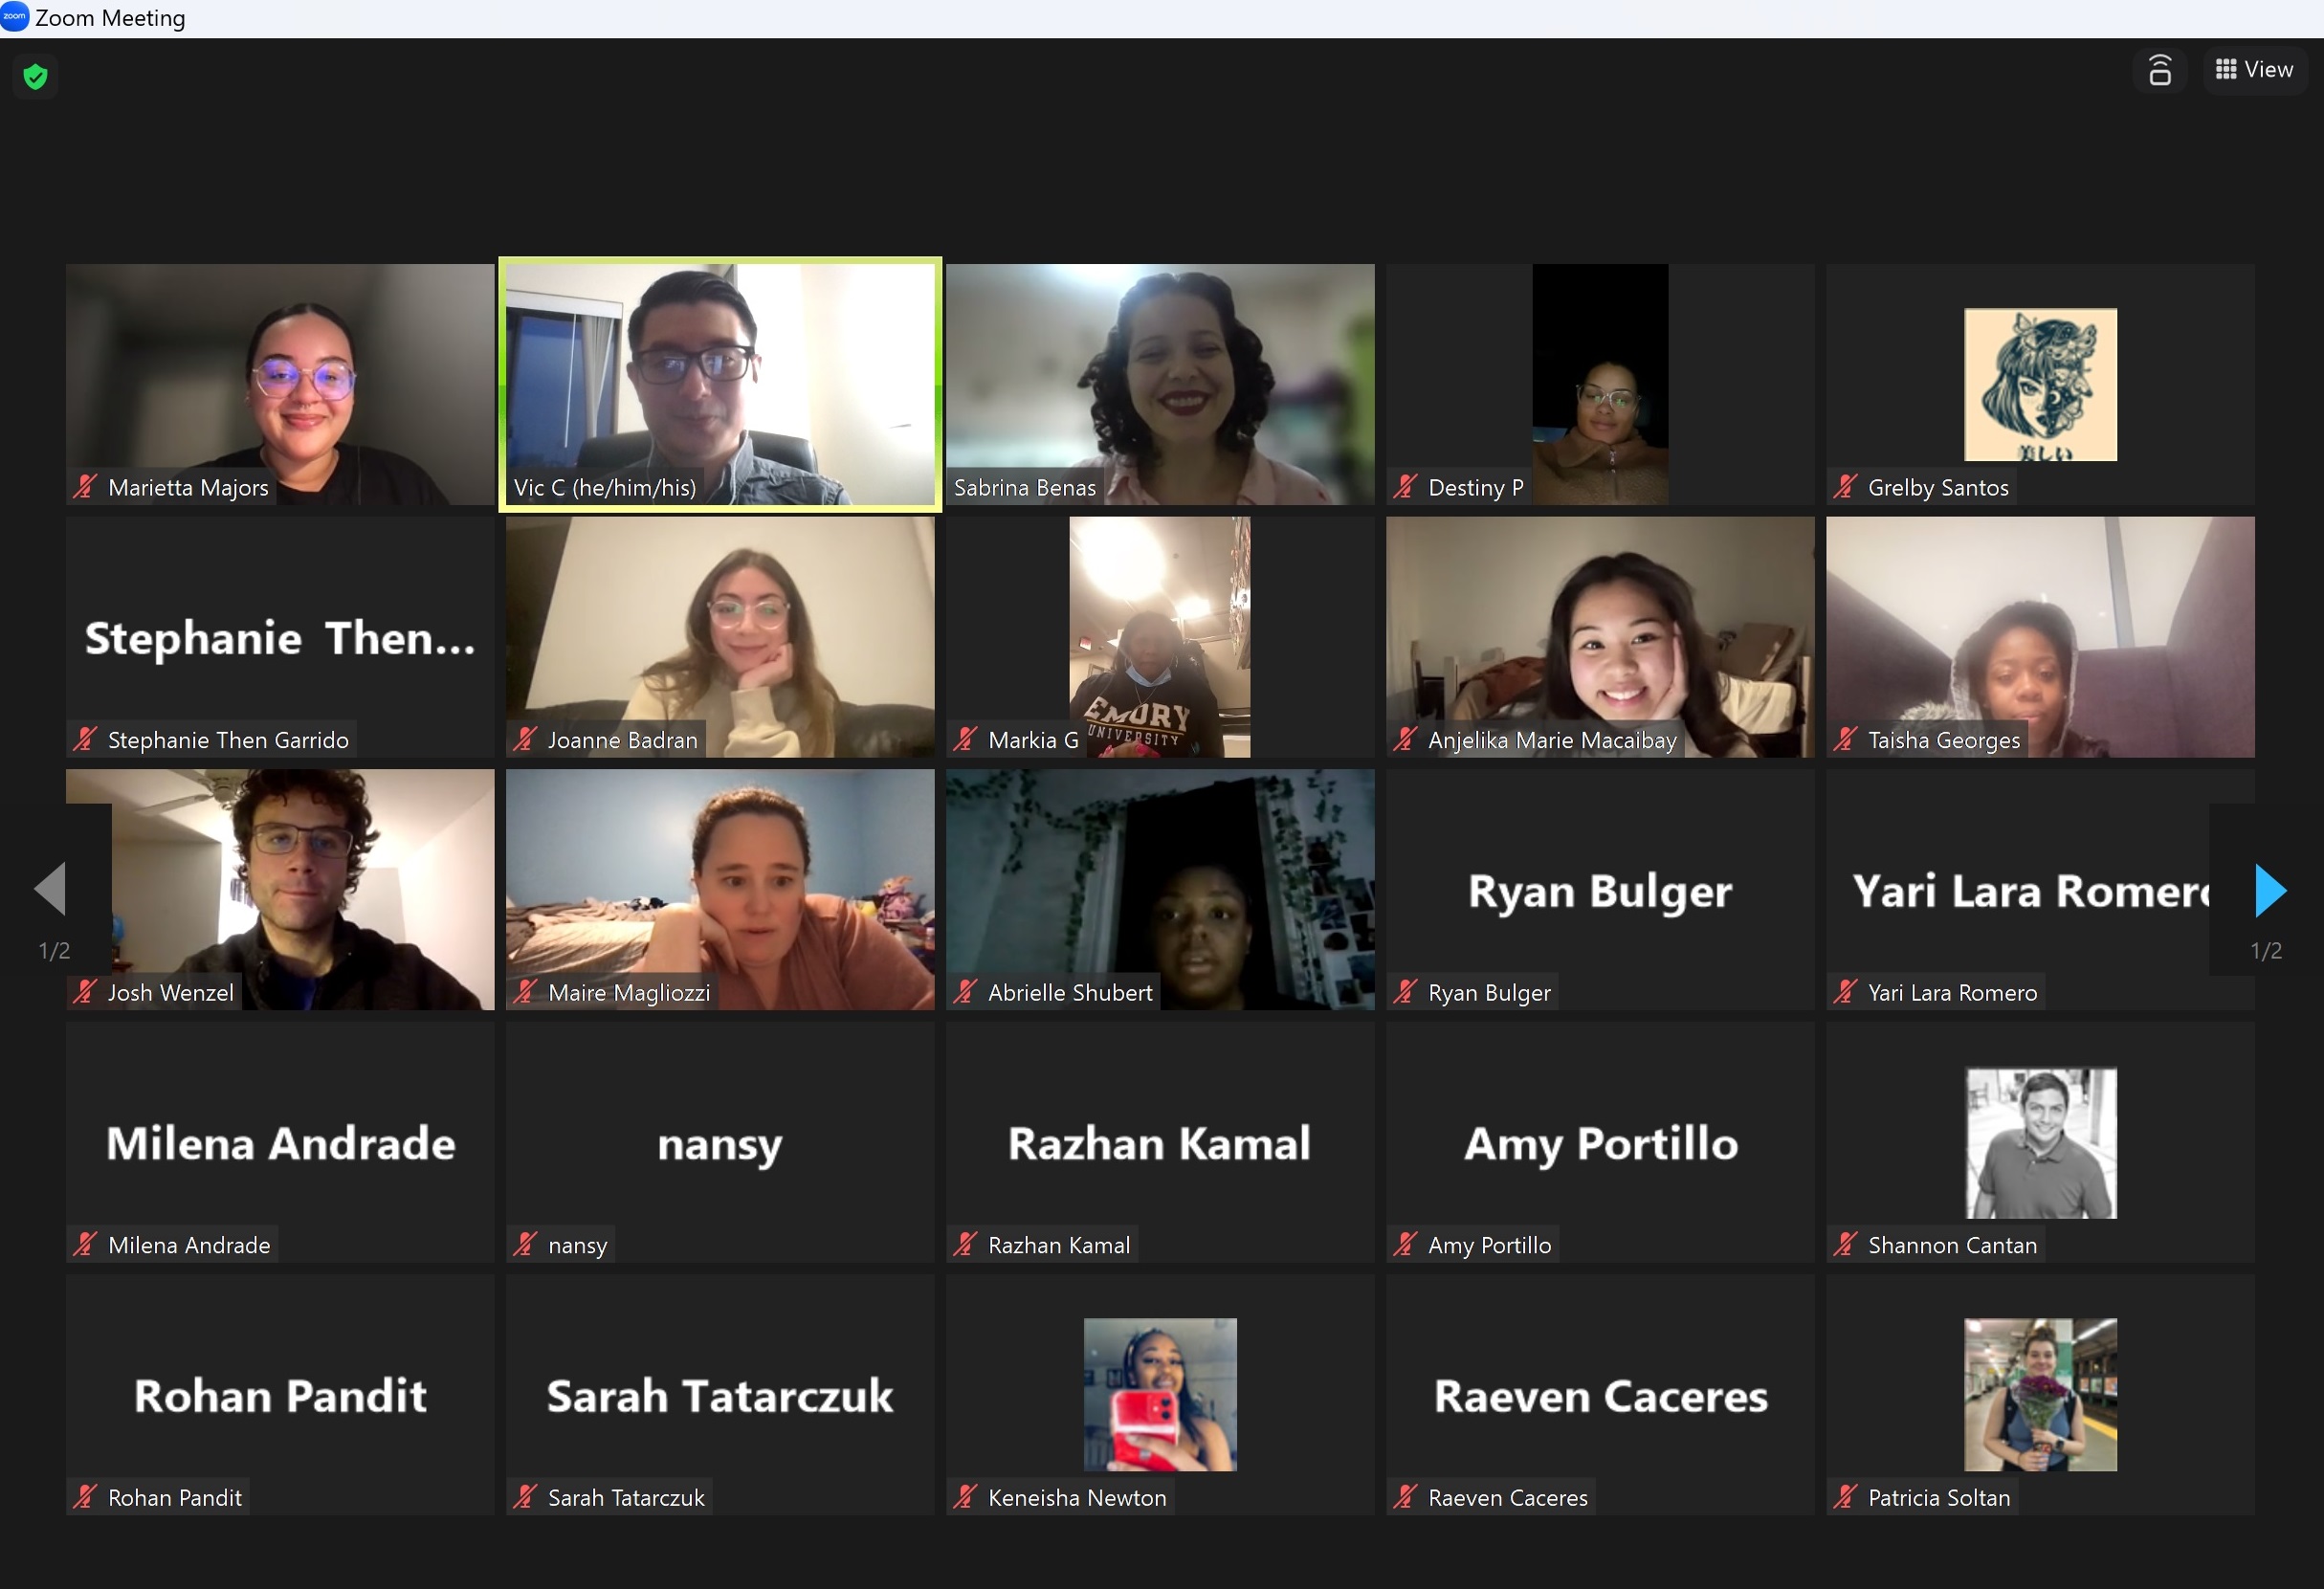 zoom Zoom Meeting
View
Marietta Majors
Vic C (he/him/his)
Sabrina Benas
Destiny P
Grelby Santos
美しい
Stephanie Then...
Stephanie Then Garrido
Joanne Badran
Markia G
EMORY
UNIVERSITY
Anjelika Marie Macaibay
Taisha Georges
1/2
Josh Wenzel
Maire Magliozzi
Abrielle Shubert
Ryan Bulger
Ryan Bulger
Yari Lara Romero
Yari Lara Romero
1/2
Milena Andrade
Milena Andrade
nansy
nansy
Razhan Kamal
Razhan Kamal
Amy Portillo
Amy Portillo
Shannon Cantan
Rohan Pandit
Rohan Pandit
Sarah Tatarczuk
Sarah Tatarczuk
Keneisha Newton
Raeven Caceres
Raeven Caceres
Patricia Soltan